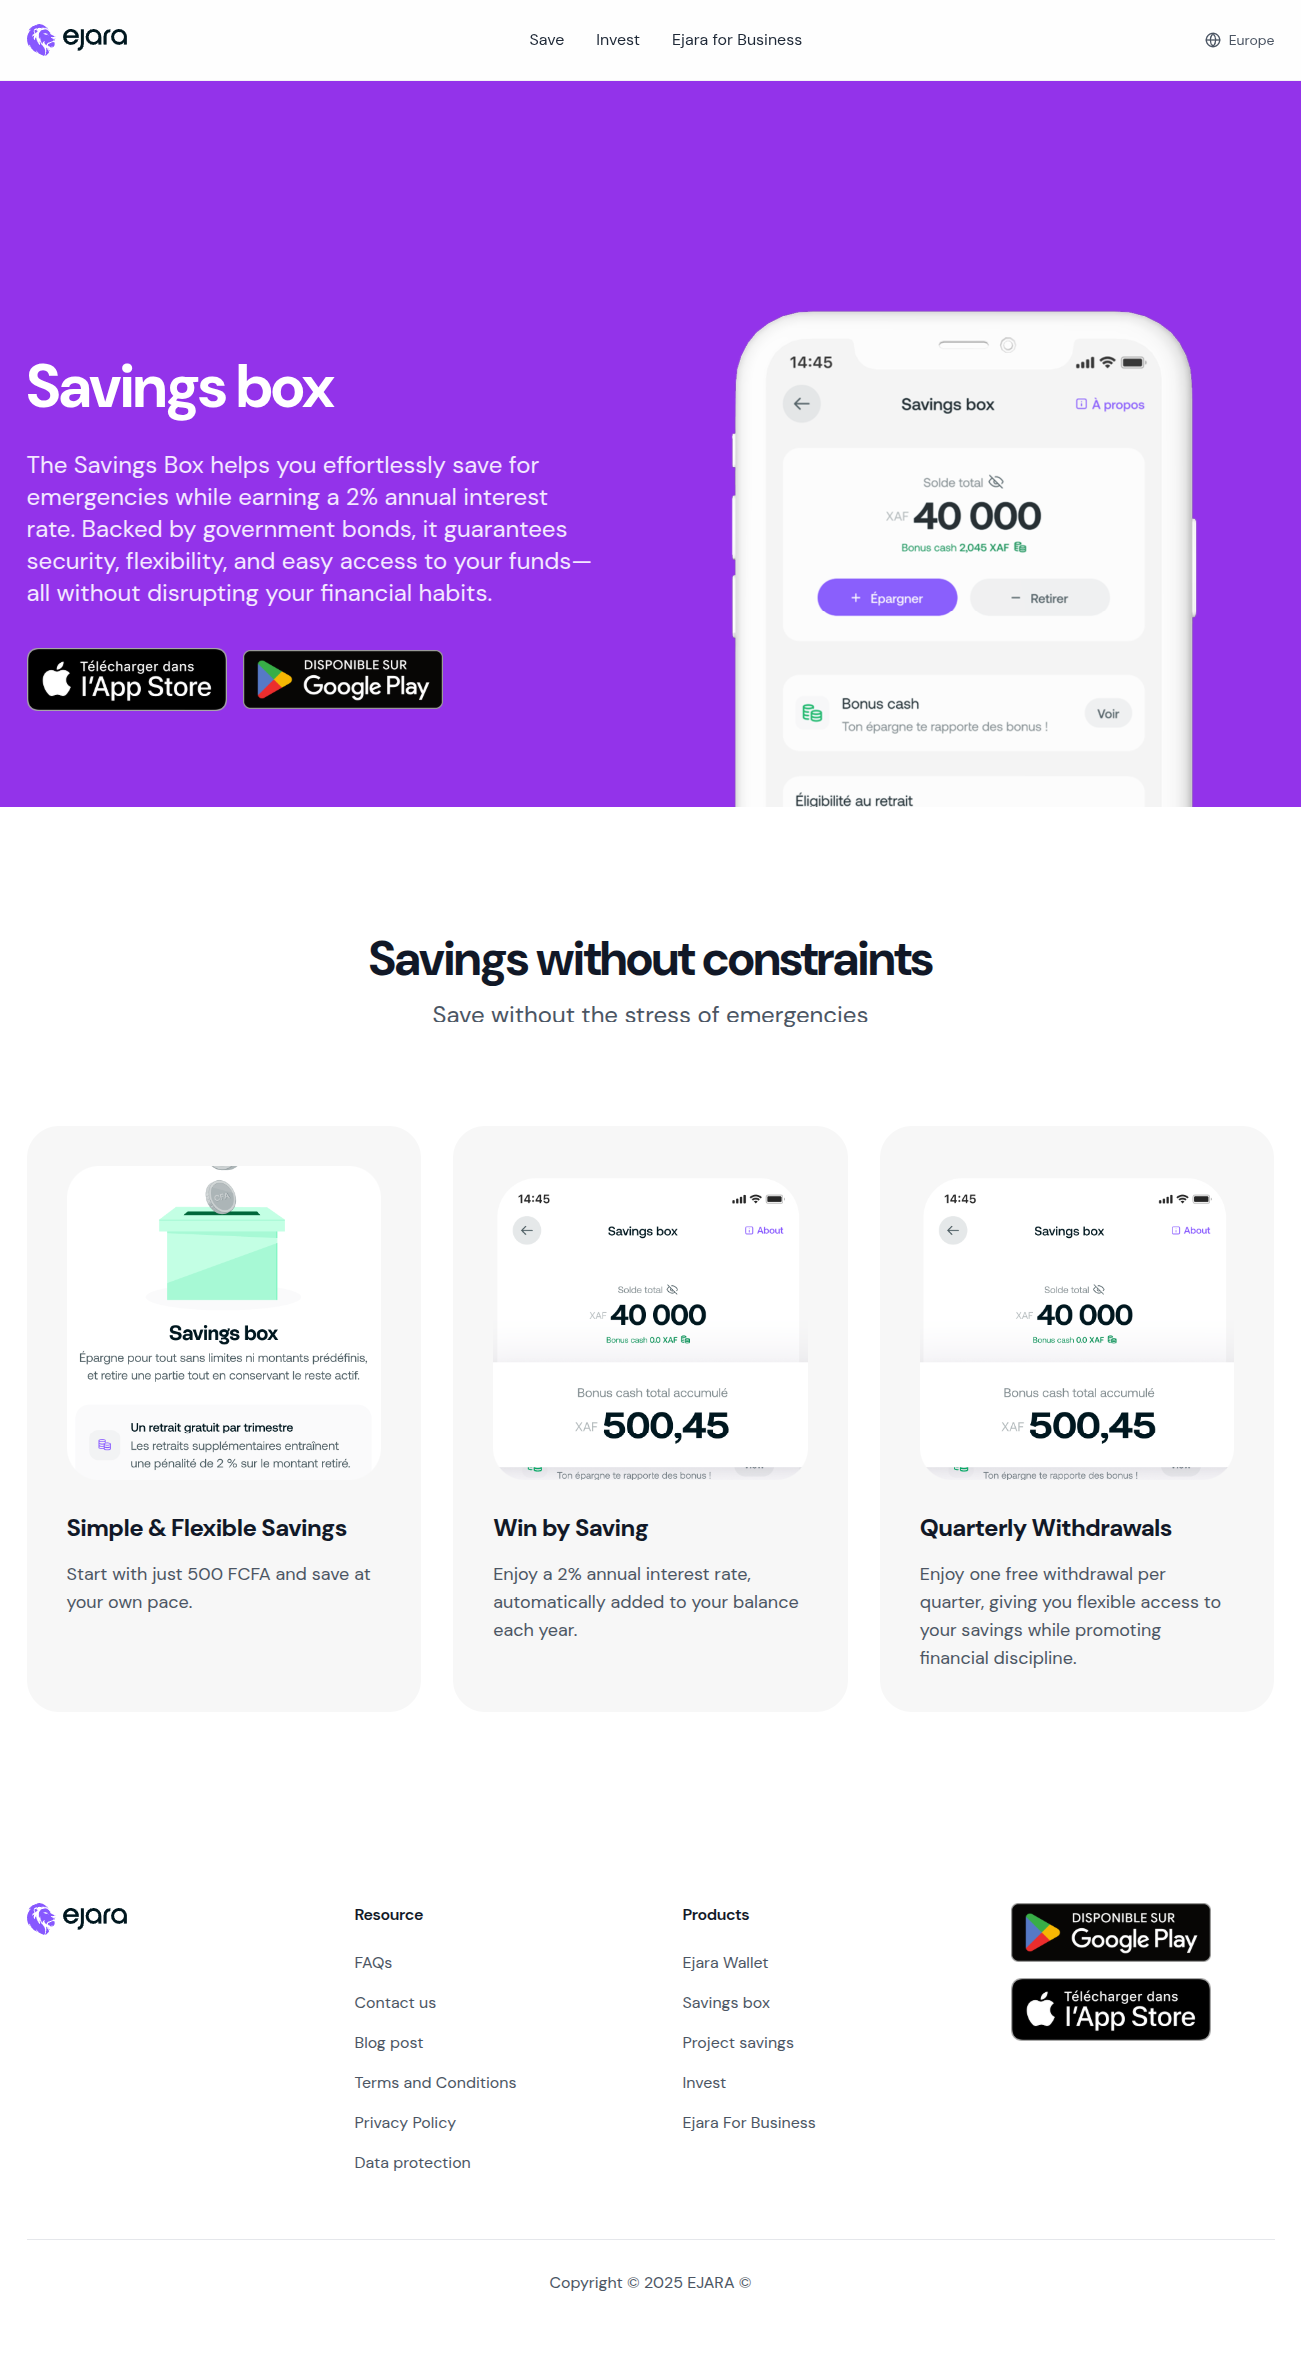 ejara
Save
Invest
Ejara for Business
Europe
Savings box
The Savings Box helps you effortlessly save for
emergencies while earning a 2% annual interest
rate. Backed by government bonds, it guarantees
security, flexibility, and easy access to your funds—
all without disrupting your financial habits.
Télécharger dans
l'App Store
DISPONIBLE SUR
Google Play
14:45
Savings box
À propos
Solde total
XAF 40 000
Bonus cash 2,045 XAF
+ Épargner
− Retirer
Bonus cash
Ton épargne te rapporte des bonus !
Voir
Éligibilité au retrait
Savings without constraints
Save without the stress of emergencies
CFA
Savings box
Épargne pour tout sans limites ni montants prédéfinis,
et retire une partie tout en conservant le reste actif.
Un retrait gratuit par trimestre
Les retraits supplémentaires entraînent
une pénalité de 2 % sur le montant retiré.
Simple & Flexible Savings
Start with just 500 FCFA and save at
your own pace.
14:45
Savings box
About
Solde total
XAF 40 000
Bonus cash 0.0 XAF
Bonus cash total accumulé
XAF 500,45
Ton épargne te rapporte des bonus !
Win by Saving
Enjoy a 2% annual interest rate,
automatically added to your balance
each year.
14:45
Savings box
About
Solde total
XAF 40 000
Bonus cash 0.0 XAF
Bonus cash total accumulé
XAF 500,45
Ton épargne te rapporte des bonus !
Quarterly Withdrawals
Enjoy one free withdrawal per
quarter, giving you flexible access to
your savings while promoting
financial discipline.
ejara
Resource
FAQs
Contact us
Blog post
Terms and Conditions
Privacy Policy
Data protection
Products
Ejara Wallet
Savings box
Project savings
Invest
Ejara For Business
DISPONIBLE SUR
Google Play
Télécharger dans
l'App Store
Copyright © 2025 EJARA ©